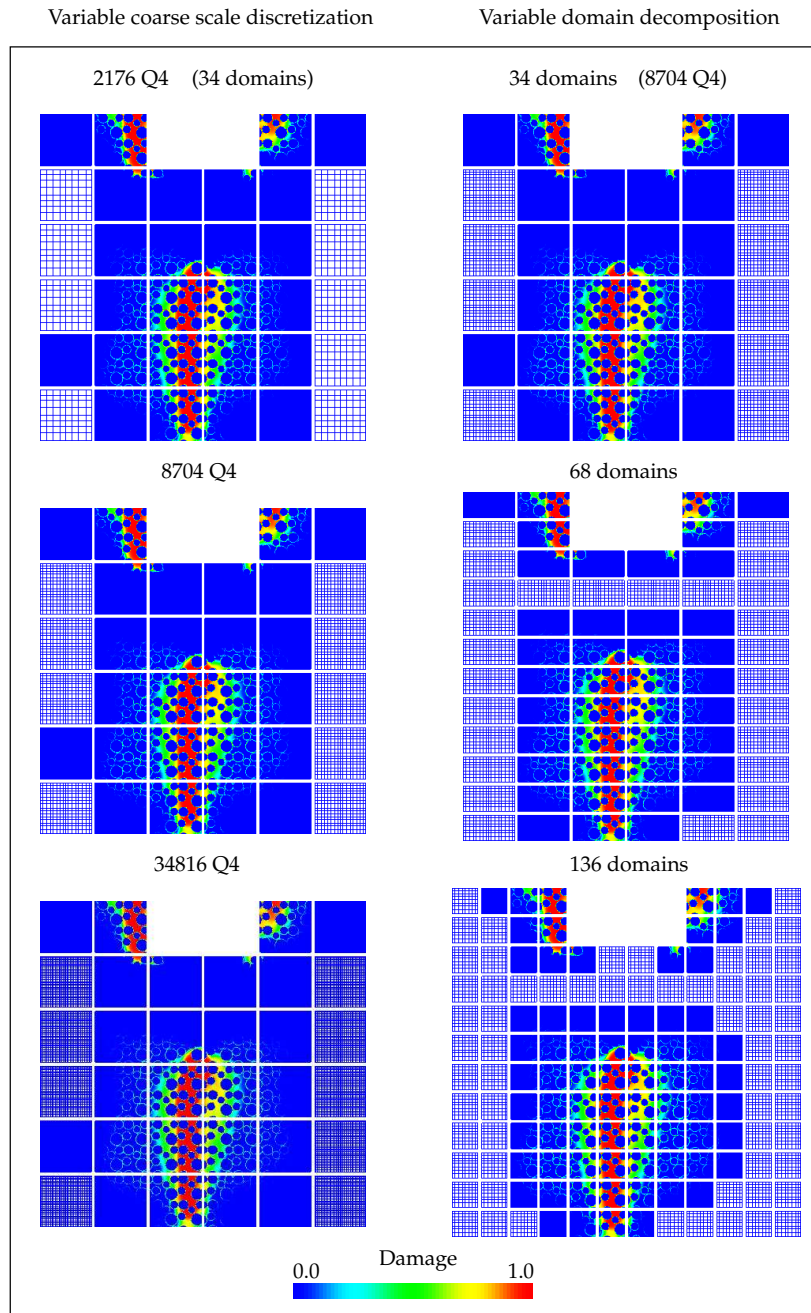 Variable coarse scale discretization
Variable domain decomposition
2176 Q4 (34 domains)
34 domains (8704 Q4)
8704 Q4
68 domains
34816 Q4
136 domains
Damage
0.0 1.0